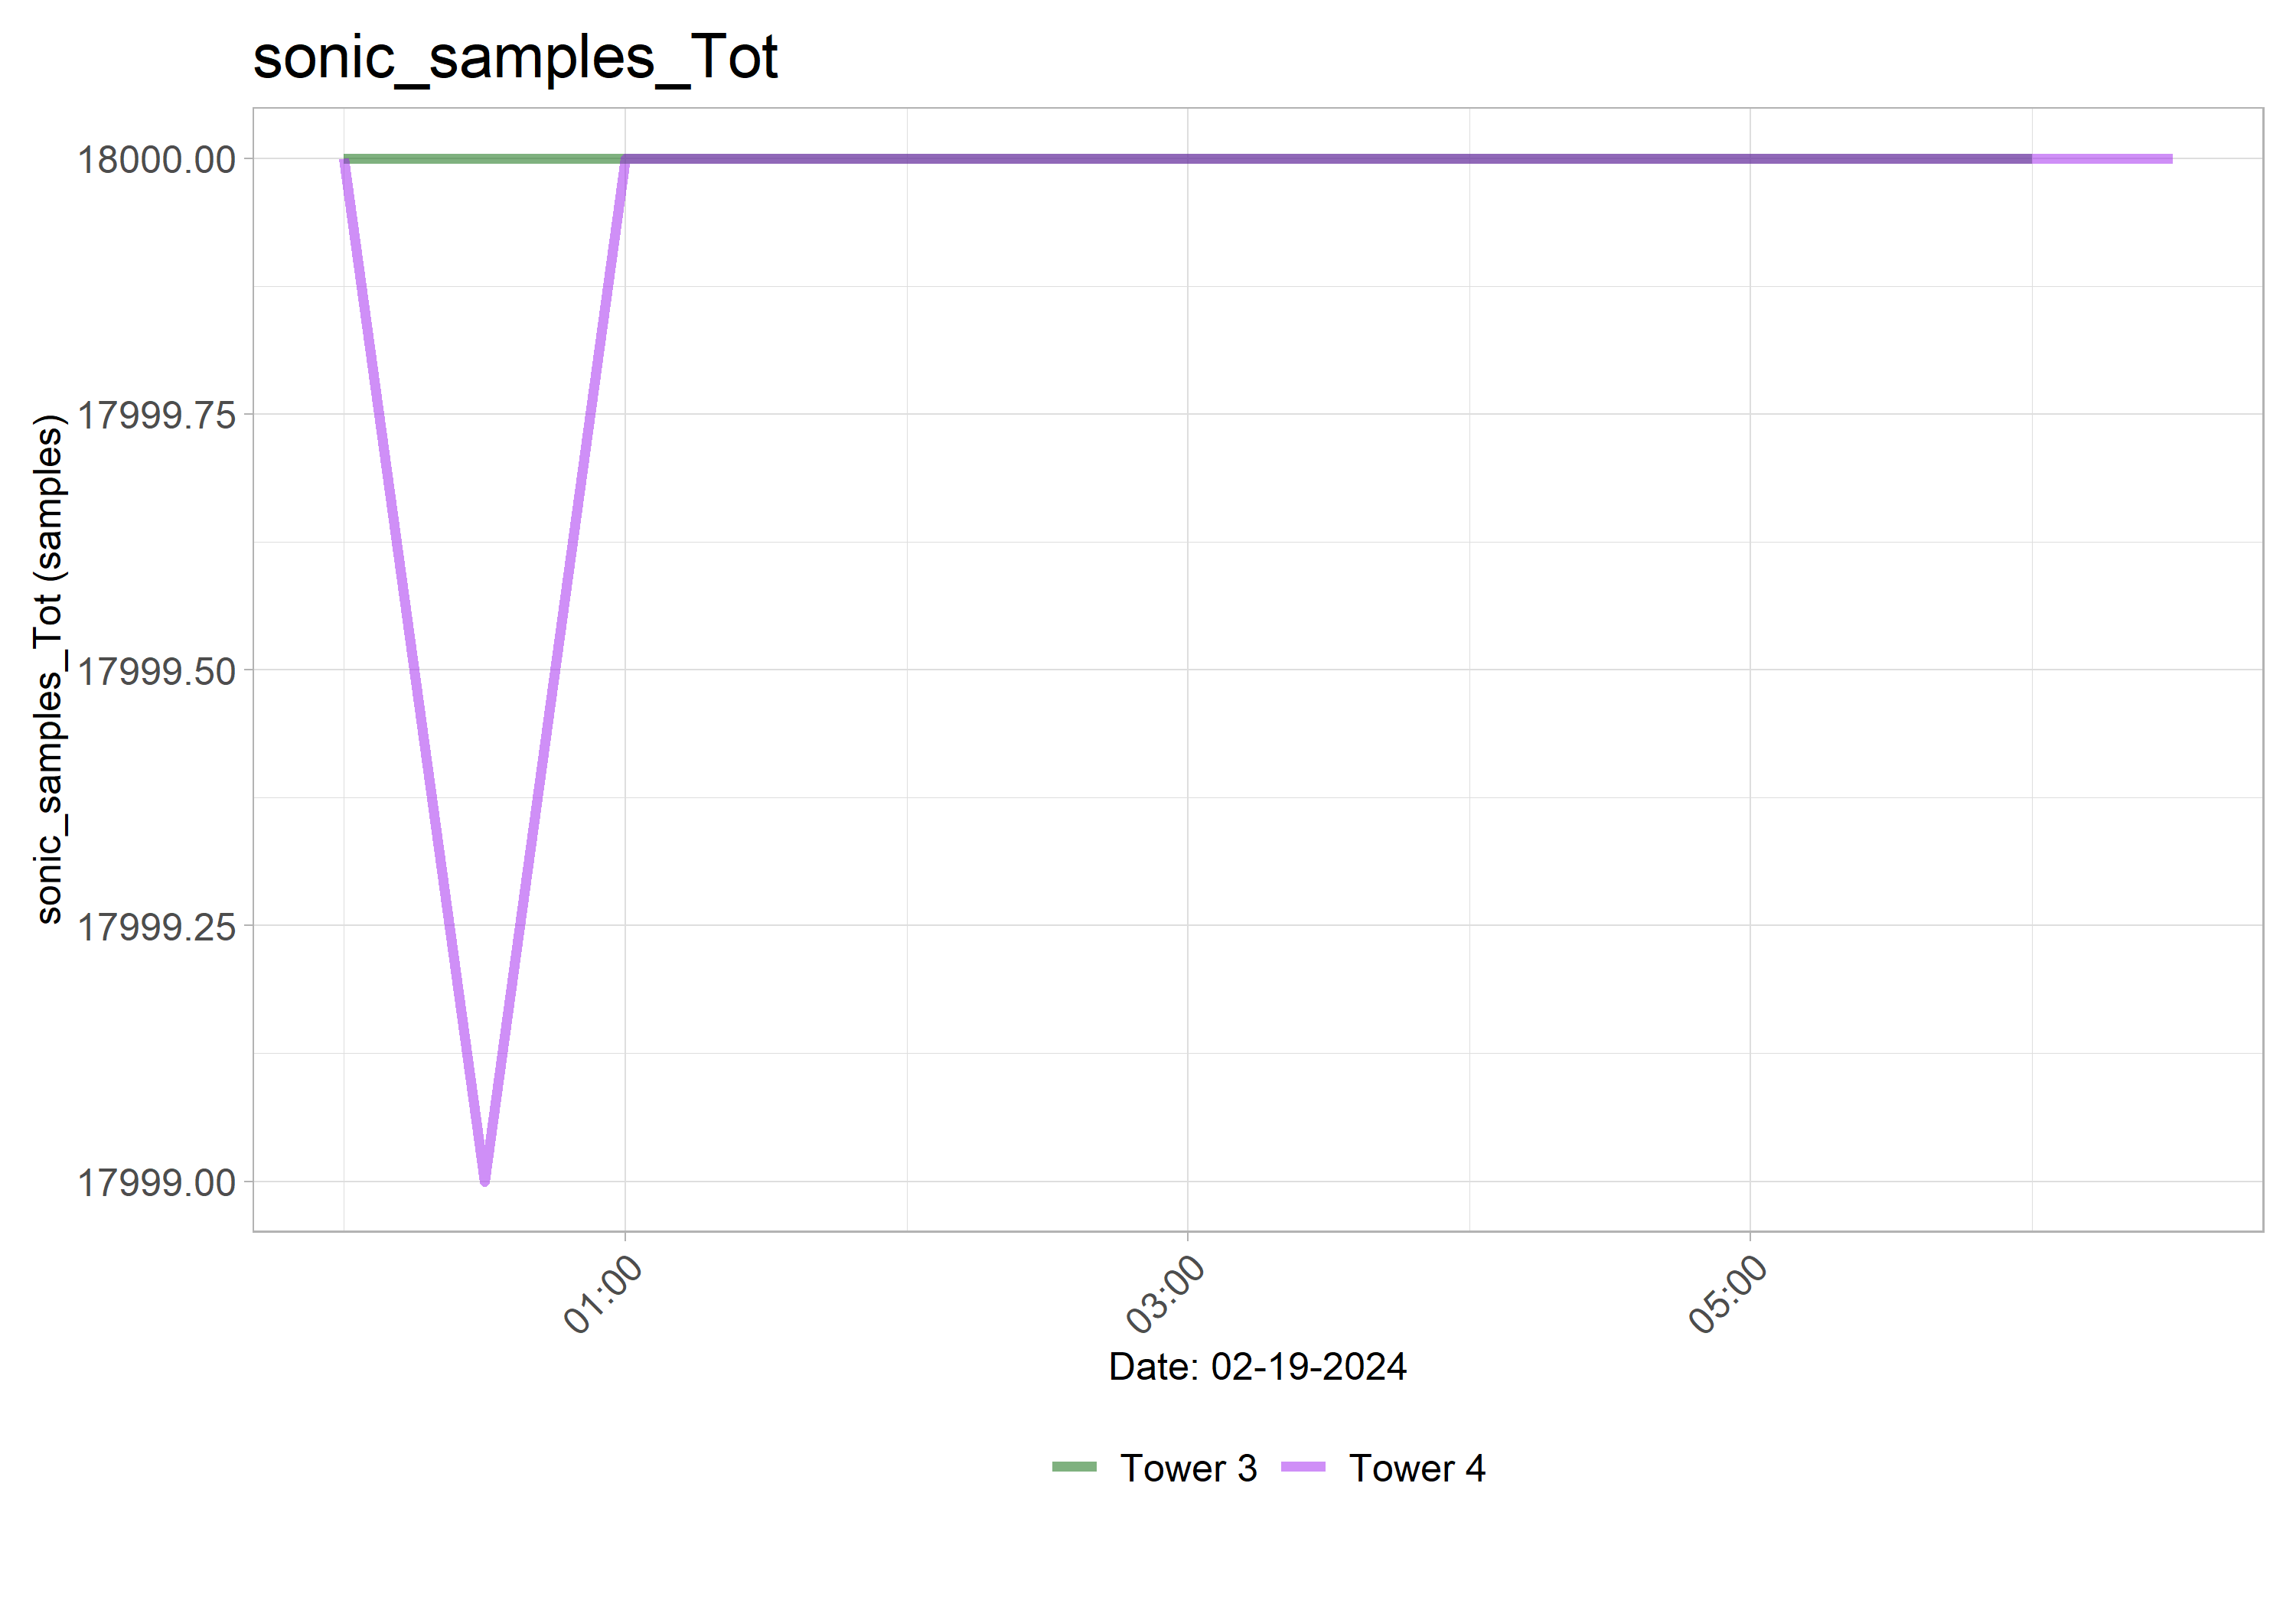 sonic_samples_Tot
sonic_samples_Tot (samples)
18000.00
17999.75
17999.50
17999.25
17999.00
01:00
03:00
05:00
Date: 02-19-2024
Tower 3
Tower 4